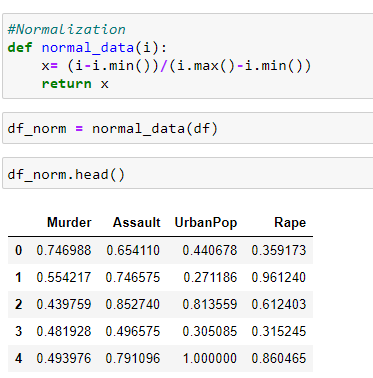 #Normalization
def normal_data(i):
    x= (i-i.min())/(i.max()-i.min())
    return x
df_norm = normal_data(df)
df_norm.head()
Murder Assault UrbanPop Rape
0 0.746988 0.654110 0.440678 0.359173
1 0.554217 0.746575 0.271186 0.961240
2 0.439759 0.852740 0.813559 0.612403
3 0.481928 0.496575 0.305085 0.315245
4 0.493976 0.791096 1.000000 0.860465